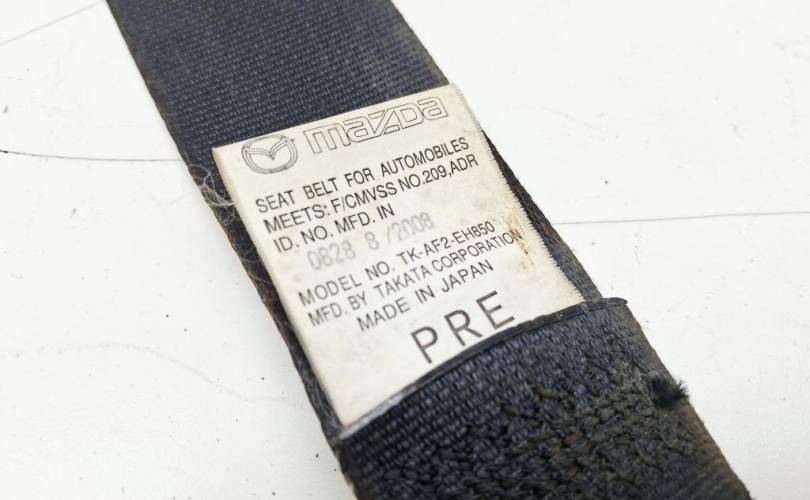 mazda
SEAT BELT FOR AUTOMOBILES
MEETS: F/CMVSS NO.209,ADR
ID. NO. MFD. IN
0828 8 /2008
MODEL NO. TK-AF2-EH850
MFD. BY TAKATA CORPORATION
MADE IN JAPAN
PRE